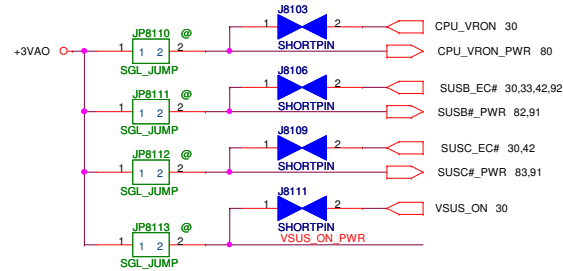 J8103
JP8110 @
1 2 CPU_VRON 30
+3VAO 1 1 2 2 SHORTPIN
CPU_VRON_PWR 80
SGL_JUMP
J8106
JP8111 @
1 2 SUSB_EC# 30,33,42,92
1 1 2 2 SHORTPIN
SUSB#_PWR 82,91
SGL_JUMP
J8109
JP8112 @
1 2 SUSC_EC# 30,42
1 1 2 2 SHORTPIN
SUSC#_PWR 83,91
SGL_JUMP
J8111
1 2 VSUS_ON 30
JP8113 @
SHORTPIN
1 1 2 2 VSUS_ON_PWR
SGL_JUMP